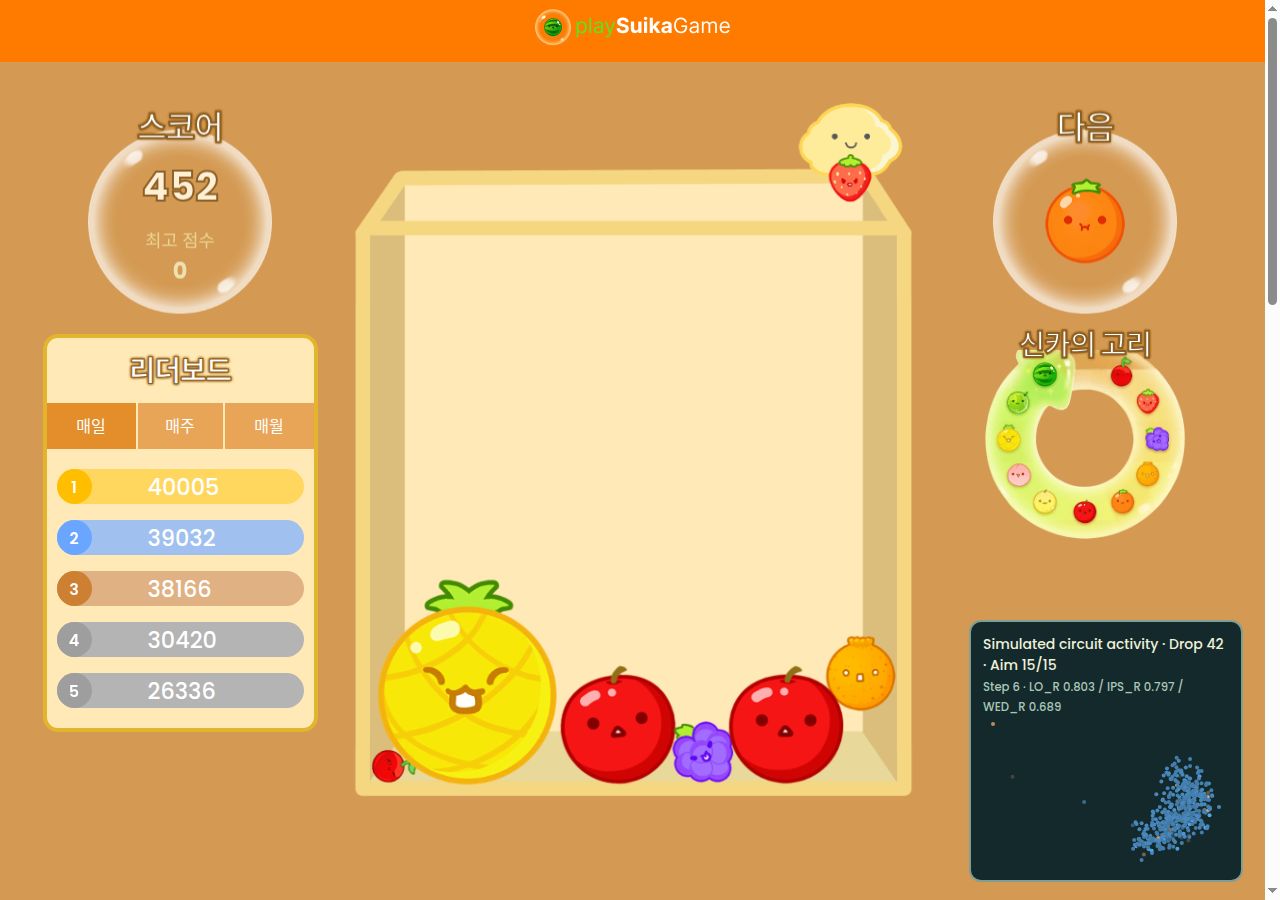 playSuikaGame
스코어
452
최고 점수
0
다음
신카의 고리
리더보드
매일 매주 매월
1 40005
2 39032
3 38166
4 30420
5 26336
Simulated circuit activity · Drop 42
· Aim 15/15
Step 6 · LO_R 0.803 / IPS_R 0.797 /
WED_R 0.689